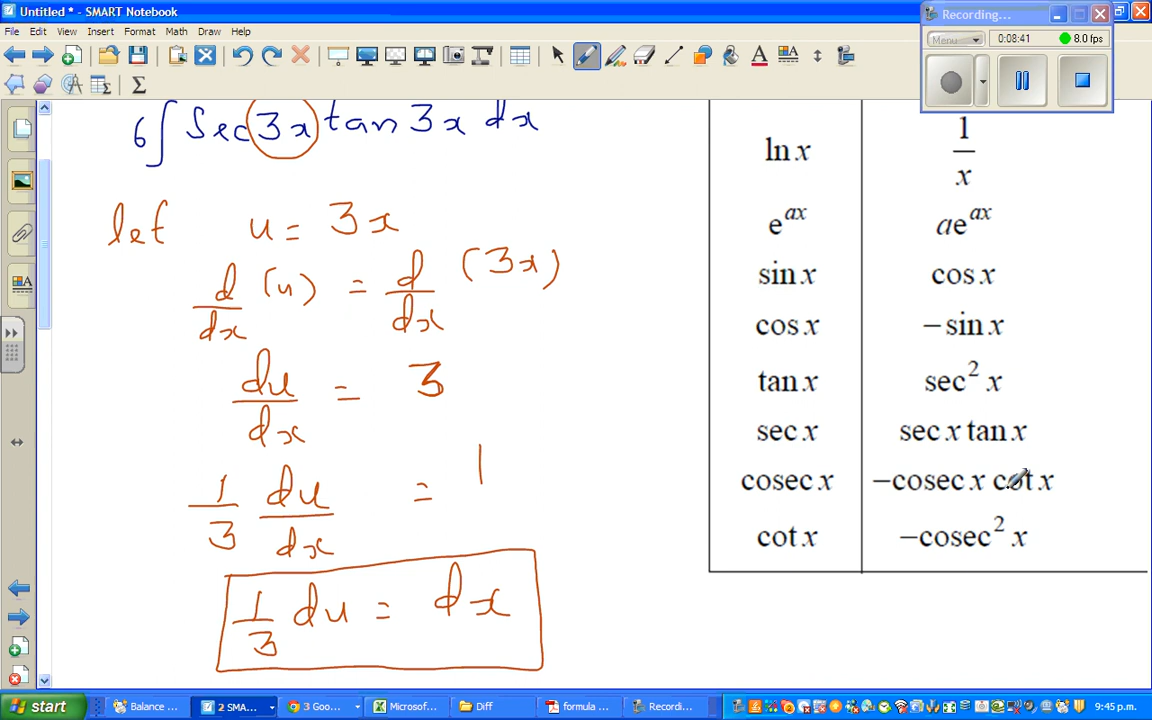 Untitled * - SMART Notebook
Recording...
File Edit View Insert Format Math Draw Help
Menu 0:08:41 8.0 fps
6∫ Sec 3x tan 3x dx
let u = 3x
d/dx (u) = d/dx (3x)
du/dx = 3
1/3 du/dx = 1
1/3 du = dx
ln x 1/x
e^{ax} ae^{ax}
sin x cos x
cos x −sin x
tan x sec² x
sec x sec x tan x
cosec x −cosec x cot x
cot x −cosec² x
start Balance ... 2 SMA... 3 Goo... Microsof... Diff formula ... Recordi... 9:45 p.m.